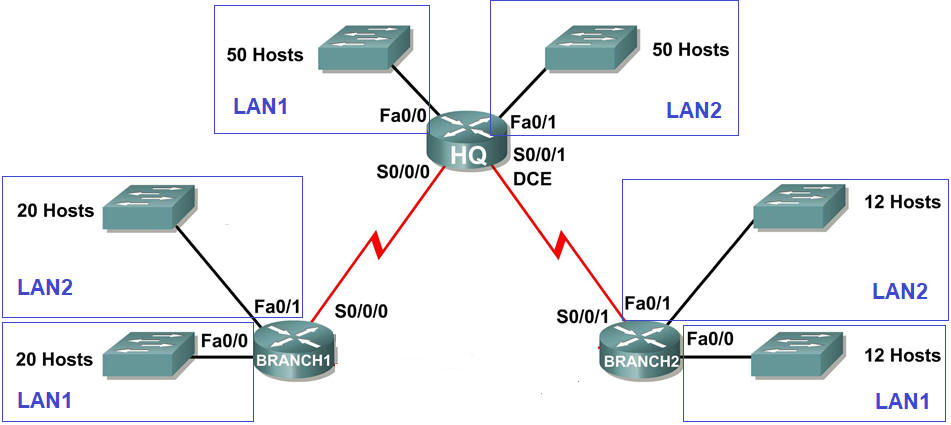 50 Hosts
LAN1
Fa0/0
50 Hosts
LAN2
Fa0/1
HQ
S0/0/0
S0/0/1
DCE
20 Hosts
LAN2
Fa0/1
S0/0/0
20 Hosts
LAN1
Fa0/0
BRANCH1
12 Hosts
LAN2
Fa0/1
S0/0/1
BRANCH2
Fa0/0
12 Hosts
LAN1